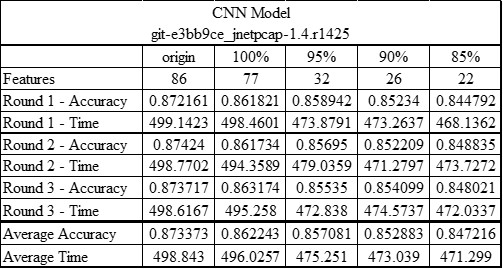 CNN Model
git-e3bb9ce_jnetpcap-1.4.r1425
origin 100% 95% 90% 85%
Features 86 77 32 26 22
Round 1 - Accuracy 0.872161 0.861821 0.858942 0.85234 0.844792
Round 1 - Time 499.1423 498.4601 473.8791 473.2637 468.1362
Round 2 - Accuracy 0.87424 0.861734 0.85695 0.852209 0.848835
Round 2 - Time 498.7702 494.3589 479.0359 471.2797 473.7272
Round 3 - Accuracy 0.873717 0.863174 0.85535 0.854099 0.848021
Round 3 - Time 498.6167 495.258 472.838 474.5737 472.0337
Average Accuracy 0.873373 0.862243 0.857081 0.852883 0.847216
Average Time 498.843 496.0257 475.251 473.039 471.299